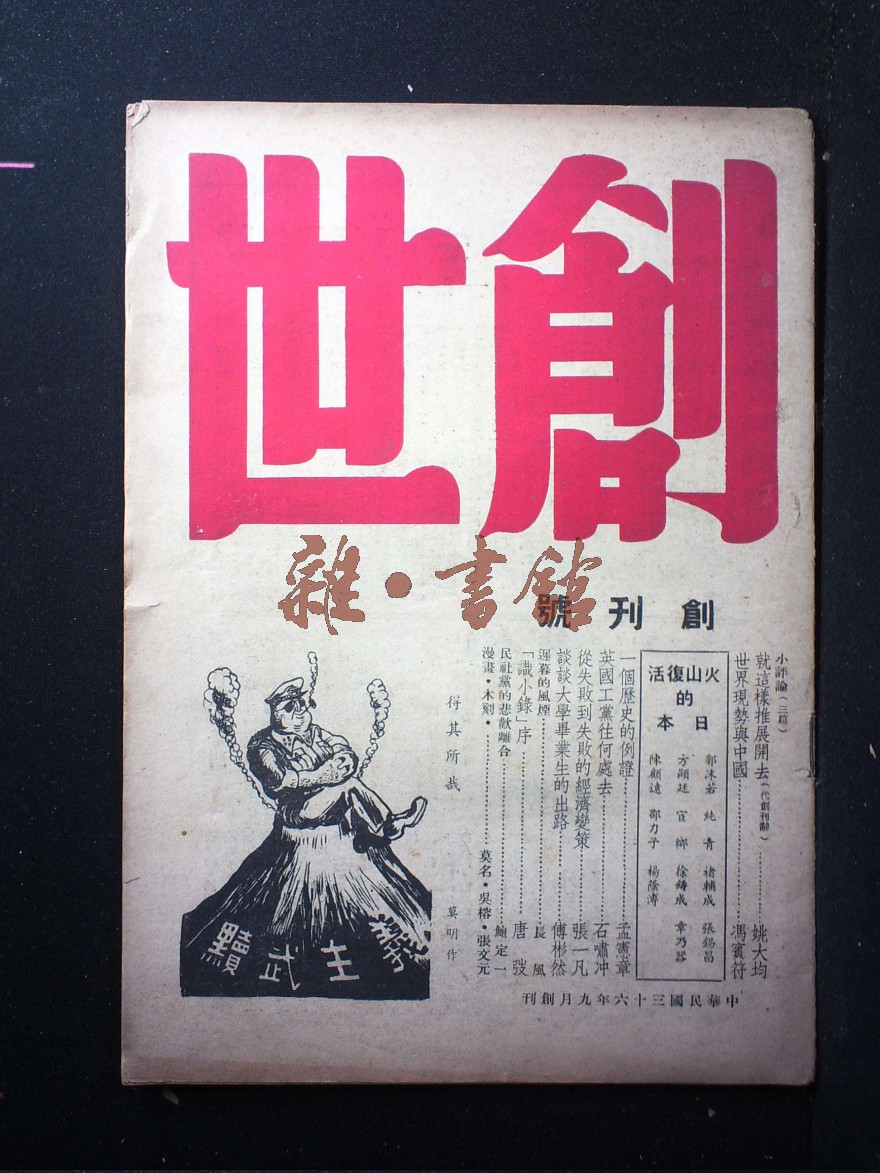 創世
雜·書館
創刊號
小評論(三篇)
就這樣推展開去(代創刊辭)………姚大均
世界現勢與中國………馮賓符
火山復活
的
日本
郭沫若 純青 褚輔成 張錫昌
方顯廷 宦鄉 徐鑄成 章乃器
陳顧遠 邵力子 楊蔭溥
一個歷史的例證………孟憲章
英國工黨往何處去………石嘯冲
從失敗到失敗的經濟變策………張一凡
談談大學畢業生的出路………傅彬然
遲暮的風煙………長風
「識小錄」序………唐弢
民社黨的悲歡離合………鮑定一
漫畫・木刻・………莫名・吳榕・張文元
得其所哉
莫明作
黷武主義
中華民國三十六年九月創刊